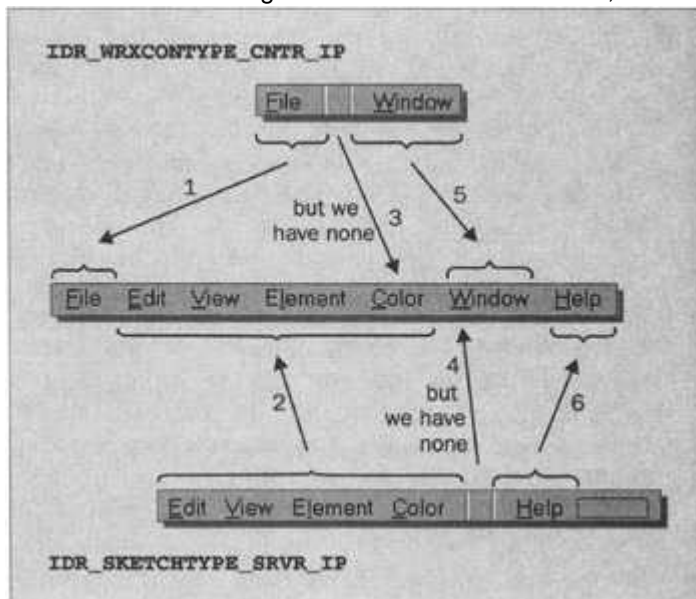 IDR_WRXCONTYPE_CNTR_IP
File Window
1
but we
have none
3
5
File Edit View Element Color Window Help
2
4
but
we have
none
6
Edit View Element Color Help
IDR_SKETCHTYPE_SRVR_IP